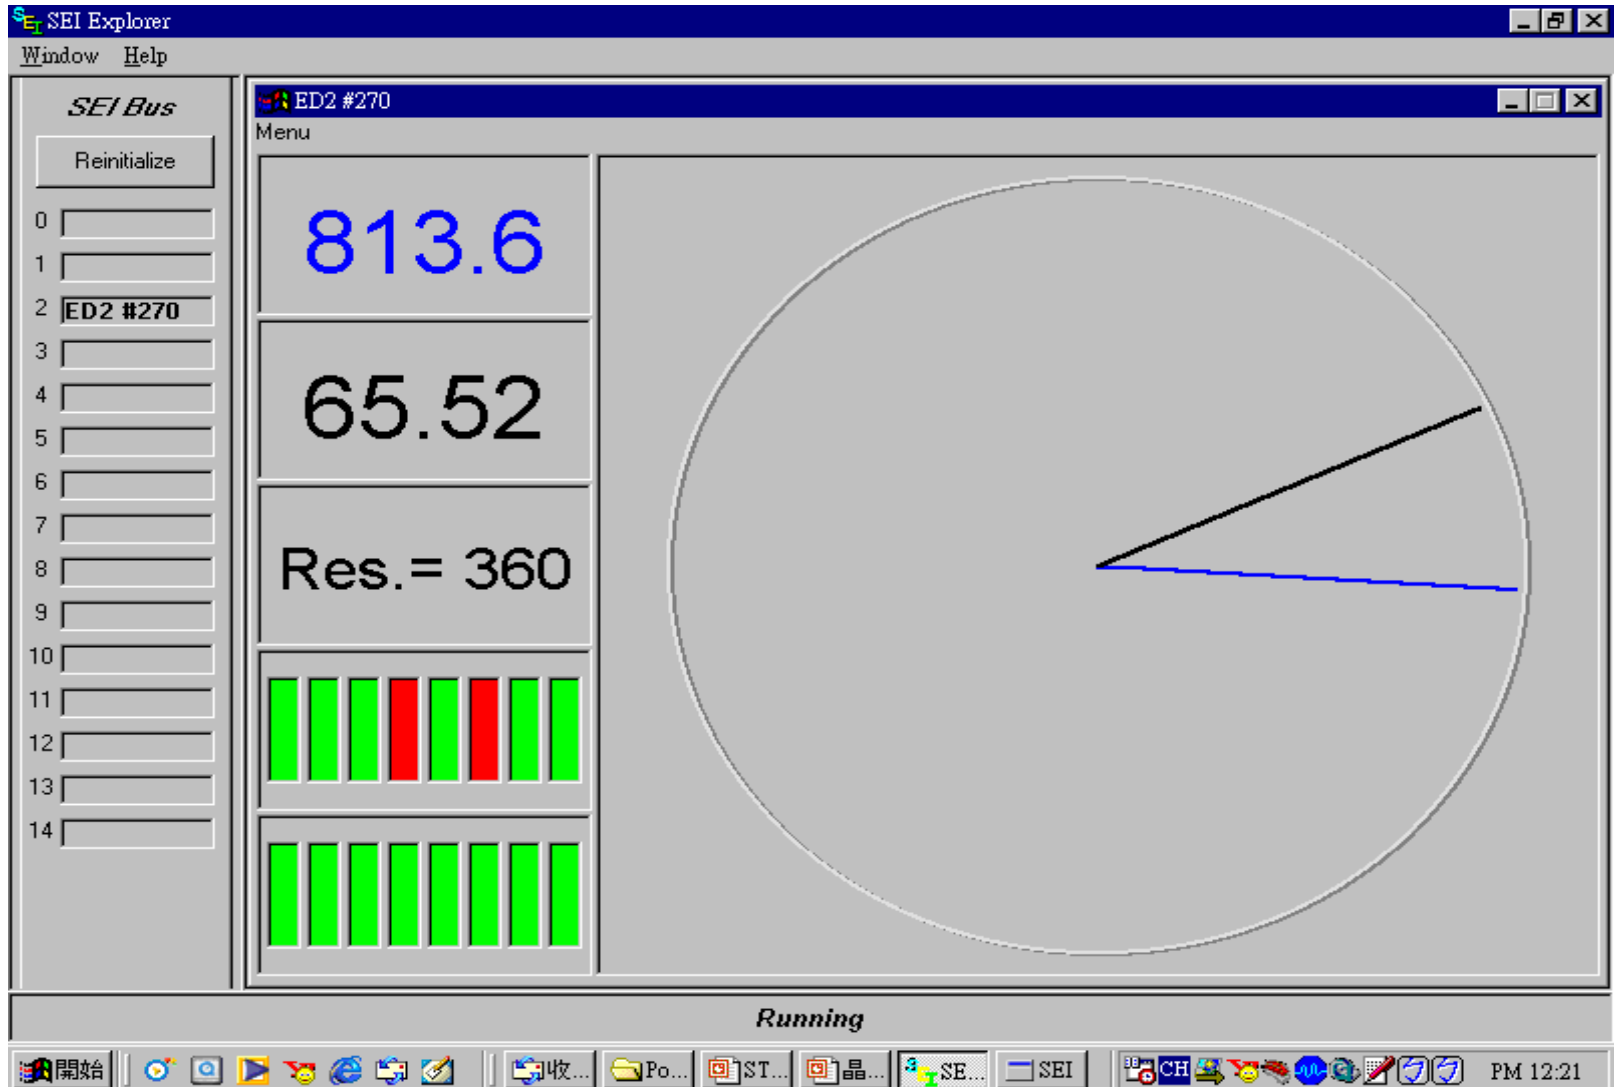 SEI SEI Explorer
Window Help
SEI Bus
Reinitialize
0
1
2 ED2 #270
3
4
5
6
7
8
9
10
11
12
13
14
ED2 #270
Menu
813.6
65.52
Res.= 360
Running
開始 收... Po... ST... 晶... SE... SEI CH PM 12:21